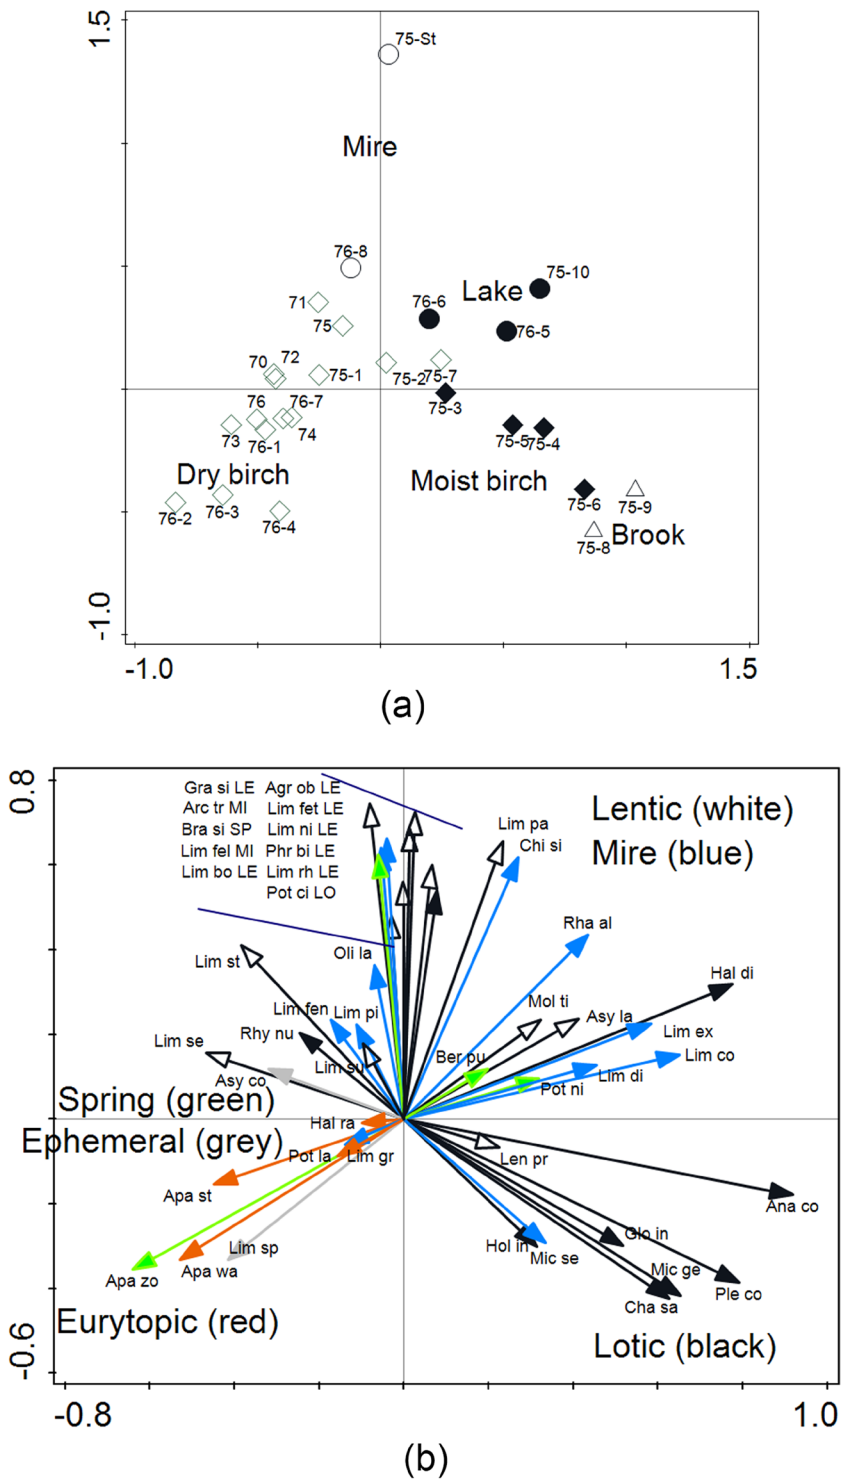 1.5
75-St
Mire
76-8
71
75
75-10
Lake
76-6
76-5
70 72
75-1
75-2 75-7
76 76-7
75-3
73 74
76-1
75-5 75-4
Dry birch
Moist birch
76-2 76-3
76-4
75-6 75-9
75-8 Brook
-1.0
-1.0 1.5
(a)
0.8
Gra si LE Agr ob LE
Arc tr MI Lim fet LE
Bra si SP Lim ni LE
Lim fel MI Phr bi LE
Lim bo LE Lim rh LE
Pot ci LO
Lentic (white)
Mire (blue)
Lim pa
Chi si
Rha al
Oli la
Lim st
Hal di
Lim fen Lim pi
Mol ti
Asy la
Rhy nu
Lim se
Lim ex
Lim su
Ber pu
Lim co
Asy co
Lim di
Pot ni
Spring (green)
Hal ra
Ephemeral (grey)
Pot la Lim gr
Len pr
Apa st
Ana co
Lim sp
Glo in
Hol in
Mic se
Apa zo Apa wa
Mic ge
Ple co
Cha sa
Eurytopic (red)
Lotic (black)
-0.6
-0.8 1.0
(b)